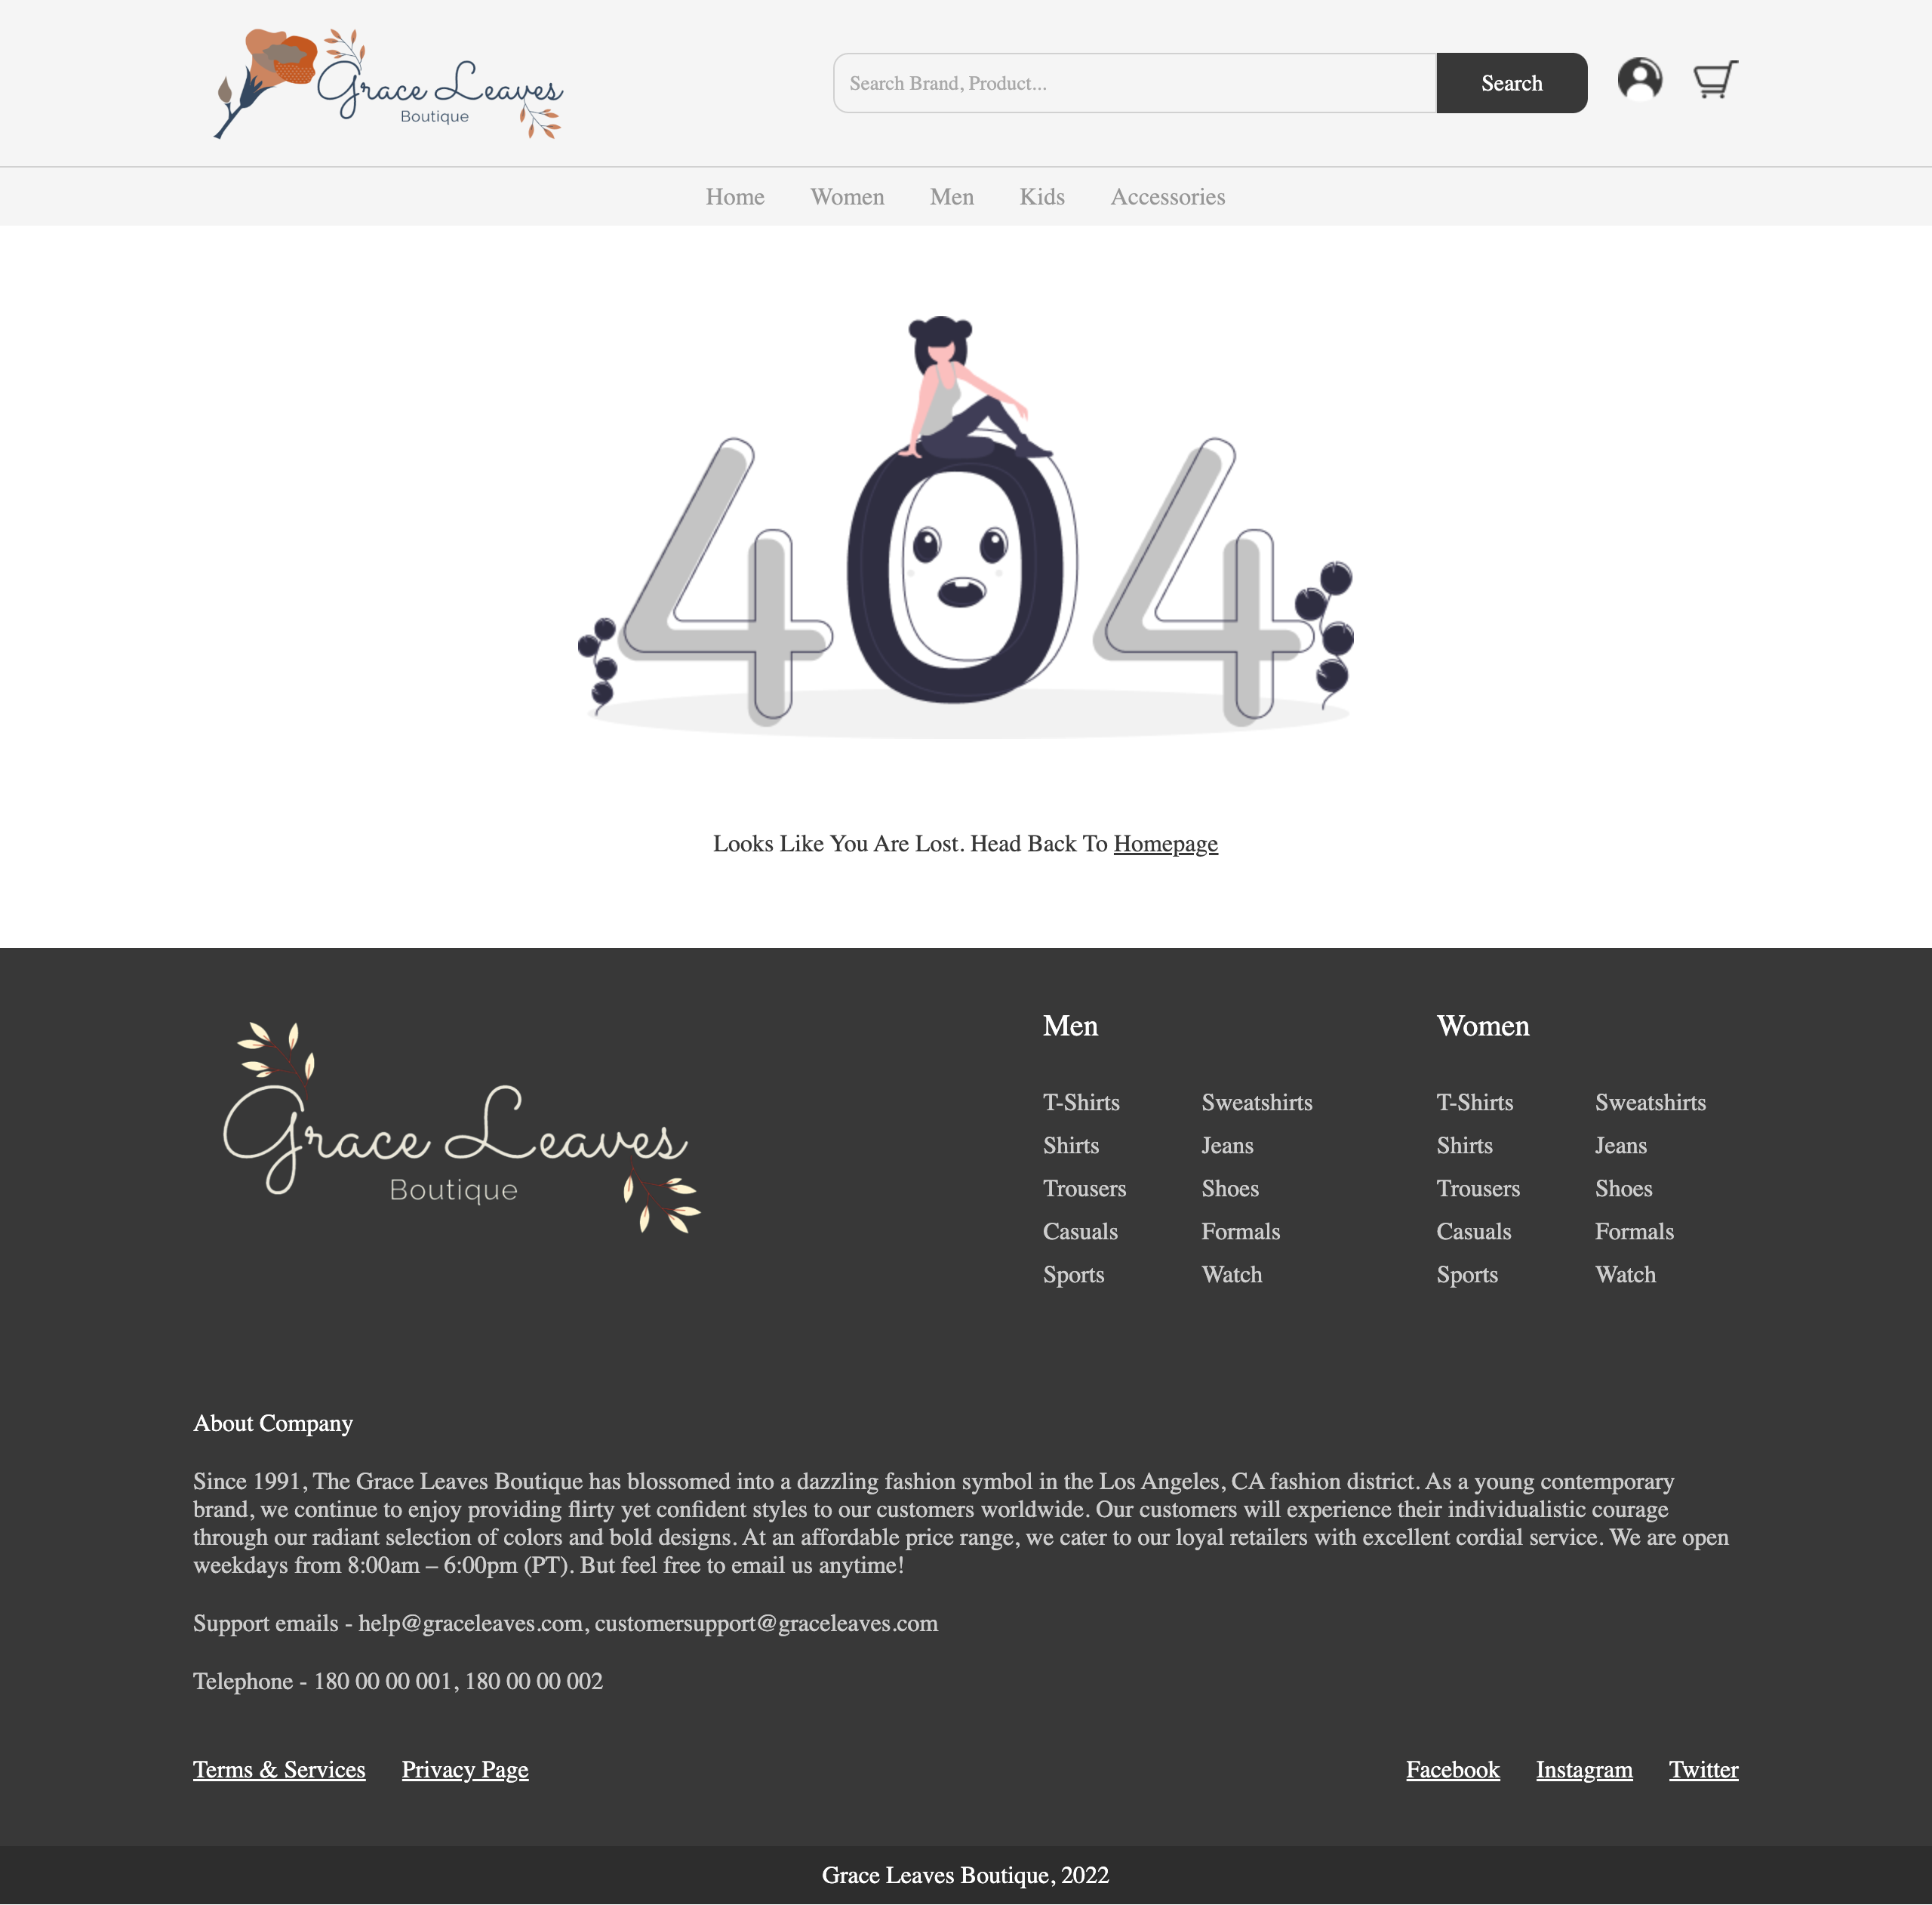 Grace Leaves
Boutique
Search Brand, Product...
Search
Home Women Men Kids Accessories
404
Looks Like You Are Lost. Head Back To Homepage
Grace Leaves
Boutique
Men
T-Shirts Sweatshirts
Shirts Jeans
Trousers Shoes
Casuals Formals
Sports Watch
Women
T-Shirts Sweatshirts
Shirts Jeans
Trousers Shoes
Casuals Formals
Sports Watch
About Company
Since 1991, The Grace Leaves Boutique has blossomed into a dazzling fashion symbol in the Los Angeles, CA fashion district. As a young contemporary
brand, we continue to enjoy providing flirty yet confident styles to our customers worldwide. Our customers will experience their individualistic courage
through our radiant selection of colors and bold designs. At an affordable price range, we cater to our loyal retailers with excellent cordial service. We are open
weekdays from 8:00am – 6:00pm (PT). But feel free to email us anytime!
Support emails - help@graceleaves.com, customersupport@graceleaves.com
Telephone - 180 00 00 001, 180 00 00 002
Terms & Services Privacy Page
Facebook Instagram Twitter
Grace Leaves Boutique, 2022